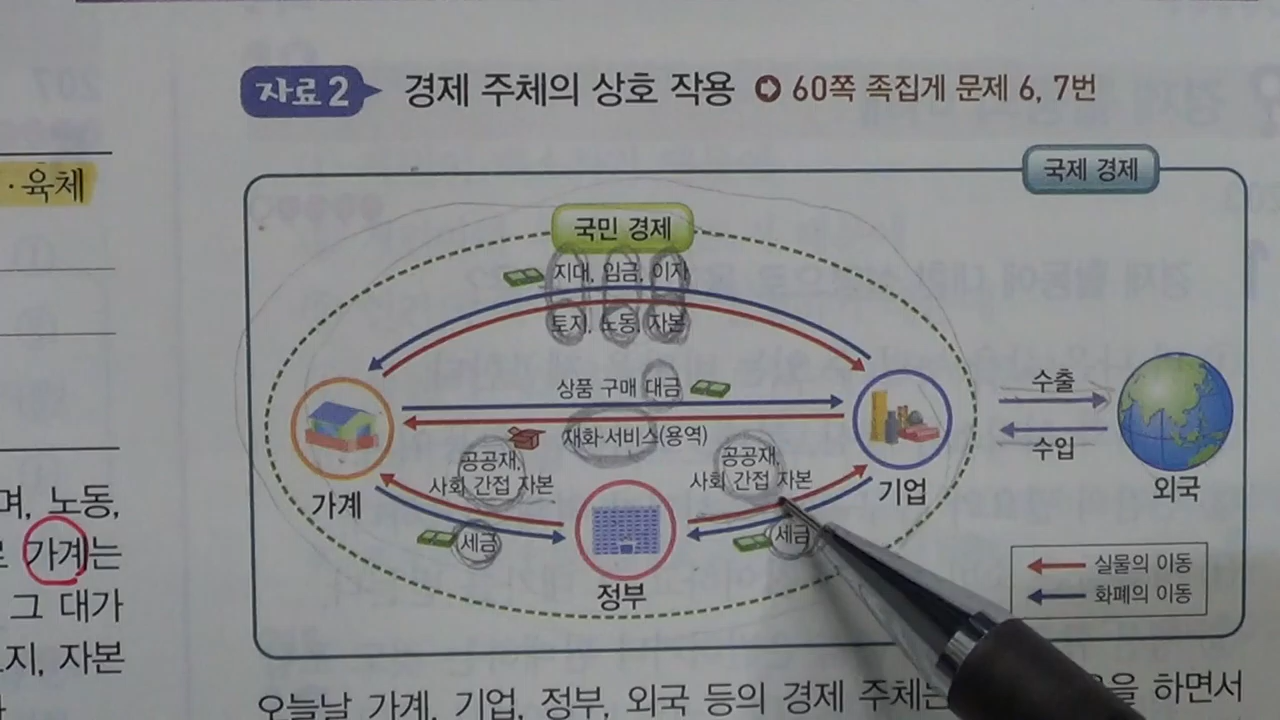 자료 2 경제 주체의 상호 작용 ➲ 60쪽 족집게 문제 6, 7번
·육체
국제 경제
국민 경제
지대, 임금, 이자
토지, 노동, 자본
상품 구매 대금
재화·서비스(용역)
수출
수입
공공재,
사회 간접 자본
공공재,
사회 간접 자본
가계
기업
외국
세금
세금
정부
실물의 이동
화폐의 이동
며, 노동,
가계는
그 대가
지, 자본
오늘날 가계, 기업, 정부, 외국 등의 경제 주체는 을 하면서